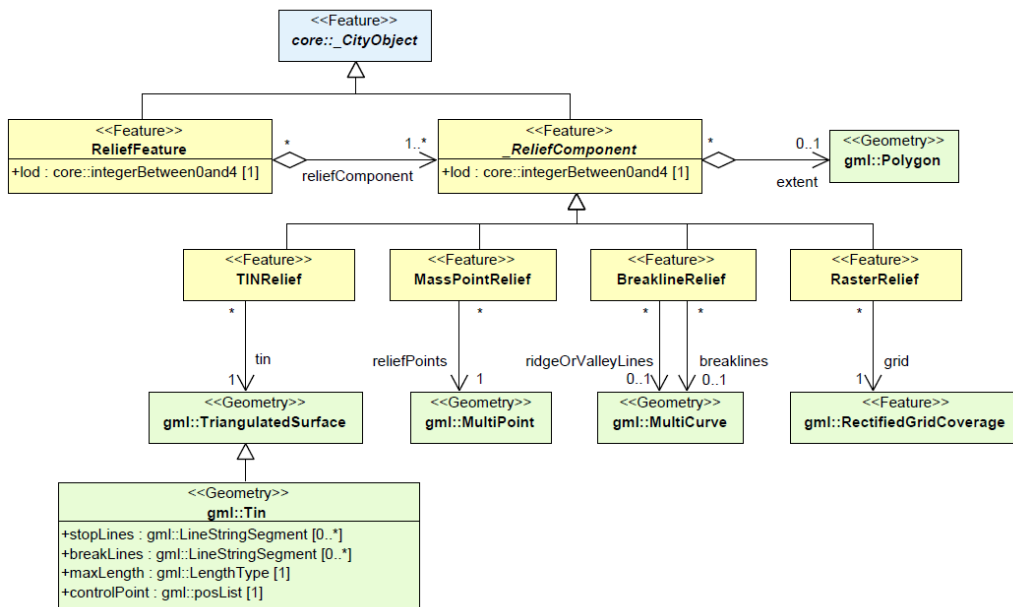 <<Feature>>
core::_CityObject
<<Feature>>
ReliefFeature
+lod : core::integerBetween0and4 [1]
*
1..*
reliefComponent
<<Feature>>
_ReliefComponent
+lod : core::integerBetween0and4 [1]
*
0..1
extent
<<Geometry>>
gml::Polygon
<<Feature>>
TINRelief
<<Feature>>
MassPointRelief
<<Feature>>
BreaklineRelief
<<Feature>>
RasterRelief
*
*
*
*
*
tin
reliefPoints
ridgeOrValleyLines
breaklines
grid
1
1
0..1
0..1
1
<<Geometry>>
gml::TriangulatedSurface
<<Geometry>>
gml::MultiPoint
<<Geometry>>
gml::MultiCurve
<<Feature>>
gml::RectifiedGridCoverage
<<Geometry>>
gml::Tin
+stopLines : gml::LineStringSegment [0..*]
+breakLines : gml::LineStringSegment [0..*]
+maxLength : gml::LengthType [1]
+controlPoint : gml::posList [1]